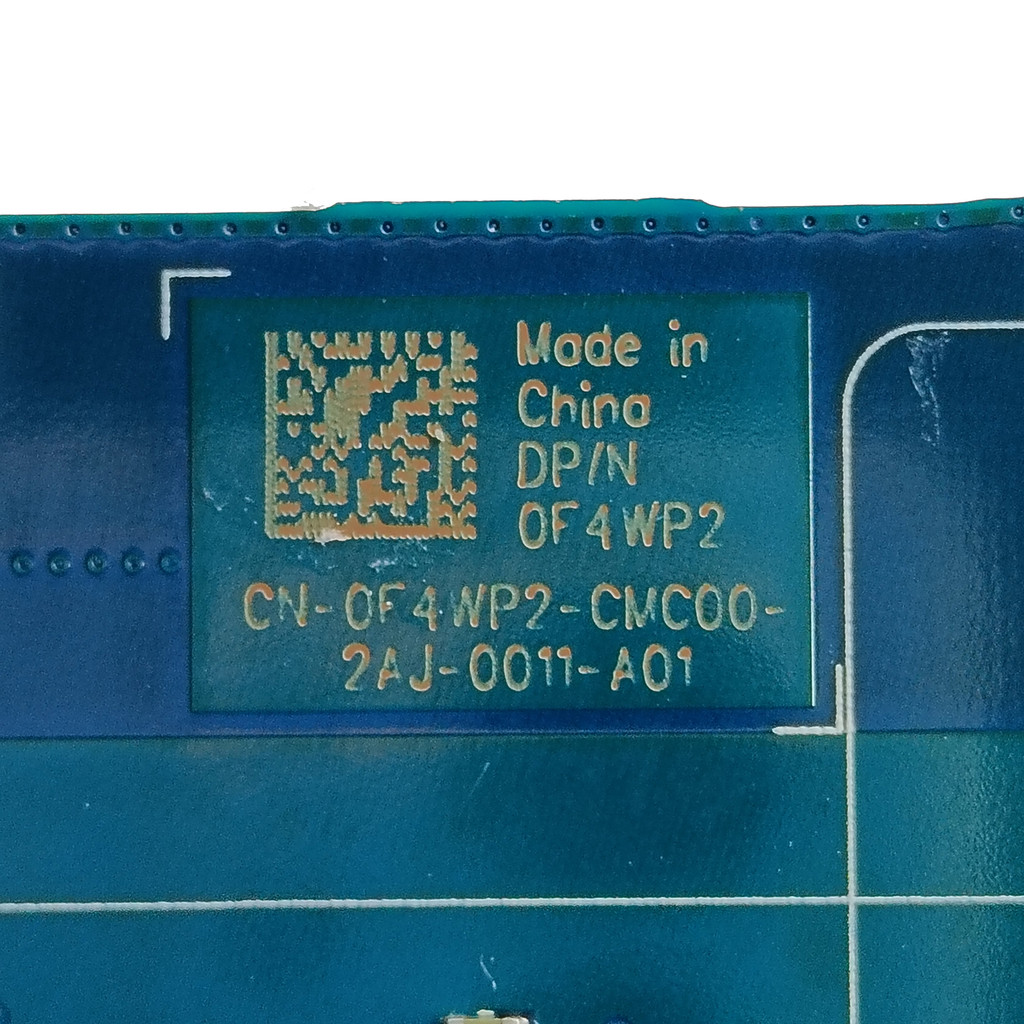 Made in
China
DP/N
0F4WP2
CN-0F4WP2-CMC00-
2AJ-0011-A01